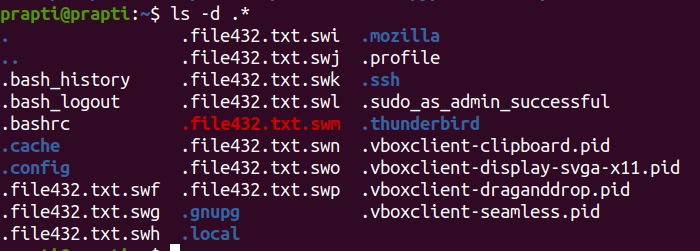 prapti@prapti:~$ ls -d .*
. .file432.txt.swi .mozilla
.. .file432.txt.swj .profile
.bash_history .file432.txt.swk .ssh
.bash_logout .file432.txt.swl .sudo_as_admin_successful
.bashrc .file432.txt.swm .thunderbird
.cache .file432.txt.swn .vboxclient-clipboard.pid
.config .file432.txt.swo .vboxclient-display-svga-x11.pid
.file432.txt.swf .file432.txt.swp .vboxclient-draganddrop.pid
.file432.txt.swg .gnupg .vboxclient-seamless.pid
.file432.txt.swh .local